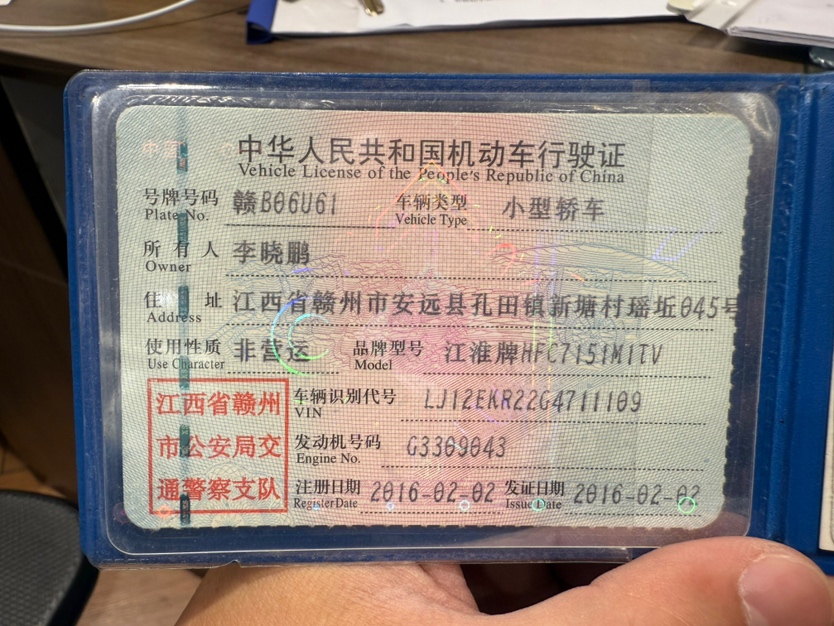 中华人民共和国机动车行驶证
Vehicle License of the People's Republic of China
号牌号码 赣B06U61 车辆类型 小型轿车
Plate No. Vehicle Type
所有人 李晓鹏
Owner
住址 江西省赣州市安远县孔田镇新塘村瑶坵045号
Address
使用性质 非营运 品牌型号 江淮牌HFC7151M1TV
Use Character Model
江西省赣州 车辆识别代号 LJ12EKR22G4711109
VIN
市公安局交 发动机号码 G3309043
Engine No.
通警察支队 注册日期 2016-02-02 发证日期 2016-02-02
Register Date Issue Date